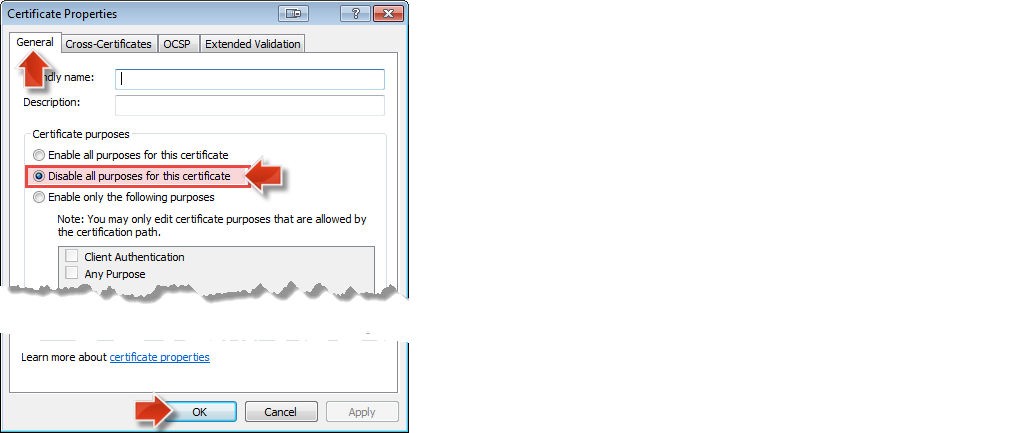 Certificate Properties
General Cross-Certificates OCSP Extended Validation
ndly name:
Description:
Certificate purposes
Enable all purposes for this certificate
Disable all purposes for this certificate
Enable only the following purposes
Note: You may only edit certificate purposes that are allowed by
the certification path.
Client Authentication
Any Purpose
Learn more about certificate properties
OK Cancel Apply